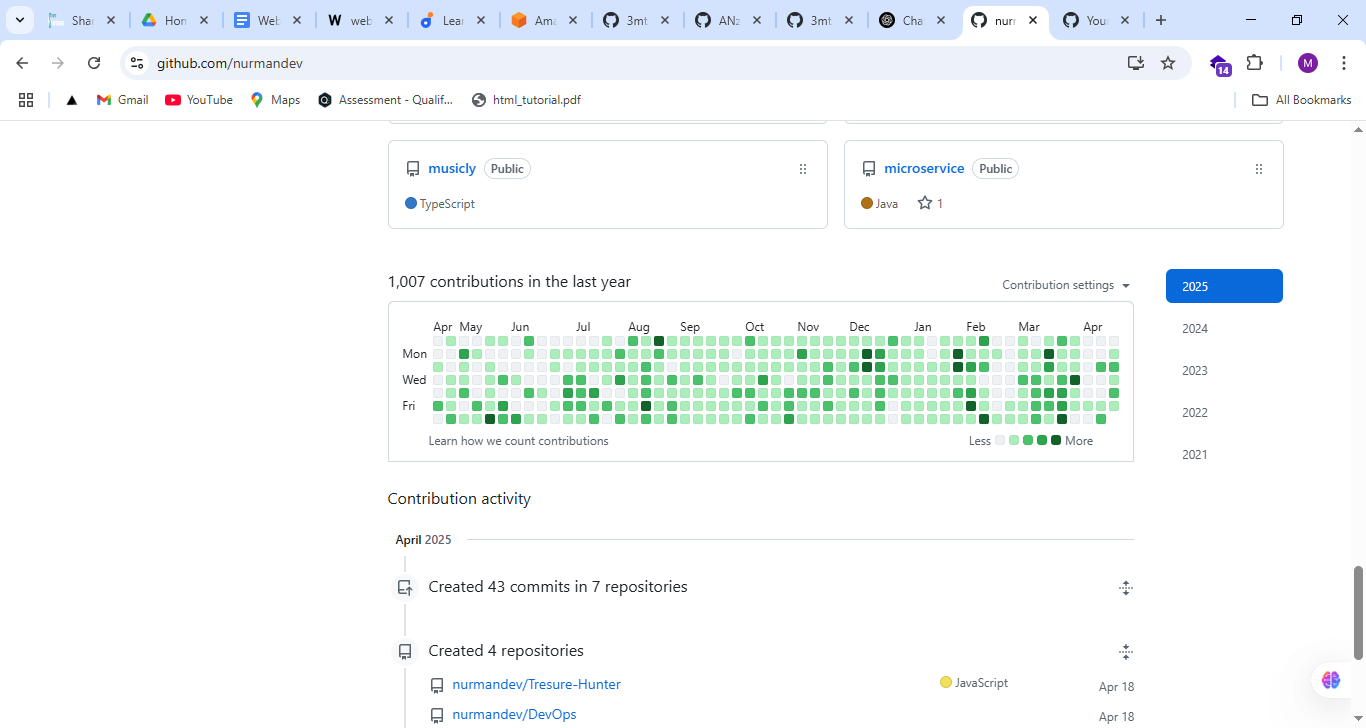 Sha
Hon
Web
W web
Lear
Ama
3mt
ANz
3mt
Cha
nurr
You
github.com/nurmandev
14
M
Gmail
YouTube
Maps
Assessment - Qualif...
html_tutorial.pdf
All Bookmarks
musicly Public
TypeScript
microservice Public
Java 1
1,007 contributions in the last year
Contribution settings
Apr May Jun Jul Aug Sep Oct Nov Dec Jan Feb Mar Apr
Mon
Wed
Fri
Learn how we count contributions
Less More
2025
2024
2023
2022
2021
Contribution activity
April 2025
Created 43 commits in 7 repositories
Created 4 repositories
nurmandev/Tresure-Hunter JavaScript Apr 18
nurmandev/DevOps Apr 18